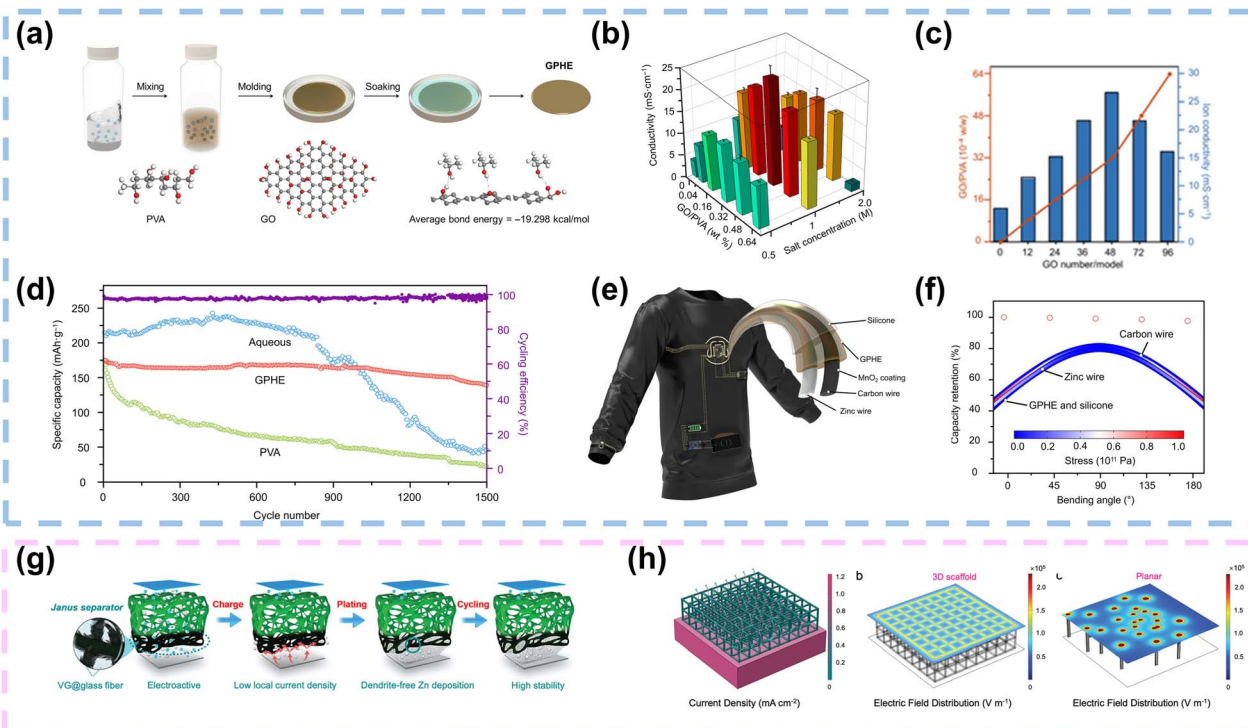 (a)
Mixing
Molding
Soaking
GPHE
PVA
GO
Average bond energy = −19.298 kcal/mol
(b)
Conductivity (mS·cm⁻¹)
25
20
15
10
5
0
0
0.04
0.16
0.32
0.48
0.64
GO/PVA (wt %)
0.5
1
2.0
Salt concentration (M)
(c)
GO/PVA (10⁻⁴ w/w)
64
48
32
16
0
30
25
20
15
10
5
0
Ion conductivity (mS cm⁻¹)
0 12 24 36 48 72 96
GO number/model
(d)
Specific capacity (mAh·g⁻¹)
250
200
150
100
50
0
Aqueous
GPHE
PVA
100
80
60
40
20
0
Cycling efficiency (%)
0 300 600 900 1200 1500
Cycle number
(e)
Silicone
GPHE
MnO₂ coating
Carbon wire
Zinc wire
(f)
Capacity retention (%)
100
80
60
40
20
0
Carbon wire
Zinc wire
GPHE and silicone
0 0.2 0.4 0.6 0.8 1.0
Stress (10¹¹ Pa)
0 45 90 135 180
Bending angle (°)
(g)
Janus separator
Charge
Plating
Cycling
VG@glass fiber
Electroactive
Low local current density
Dendrite-free Zn deposition
High stability
(h)
1.2
1.0
0.8
0.6
0.4
0.2
0
Current Density (mA cm⁻²)
b
3D scaffold
2.0
1.5
1.0
0.5
0
Electric Field Distribution (V m⁻¹)
Planar
2.0
1.5
1.0
0.5
0
Electric Field Distribution (V m⁻¹)